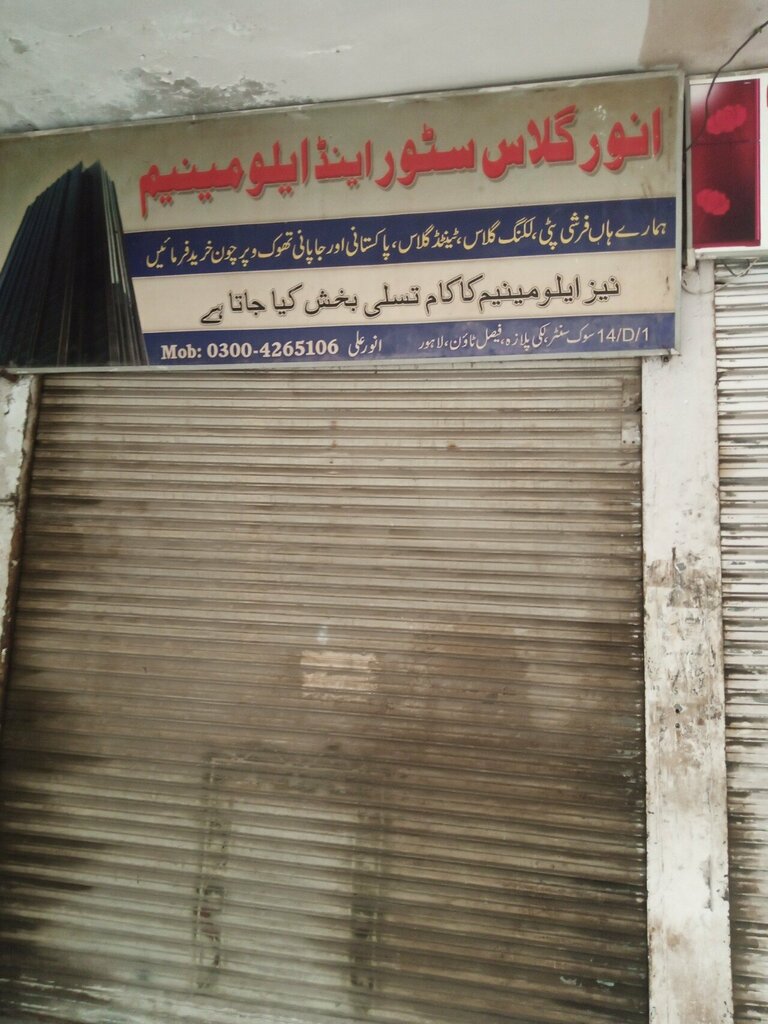 انور گلاس سٹور اینڈ ایلومینیم
ہمارے ہاں فرشی پٹی، لکنگ گلاس، ٹینٹڈ گلاس، پاکستانی اور جاپانی تھوک و پرچون خرید فرمائیں
نیز ایلومینیم کا کام تسلی بخش کیا جاتا ہے
14/D/1 سوک سنٹر، لکی پلازہ، فیصل ٹاؤن، لاہور انور علی Mob: 0300-4265106